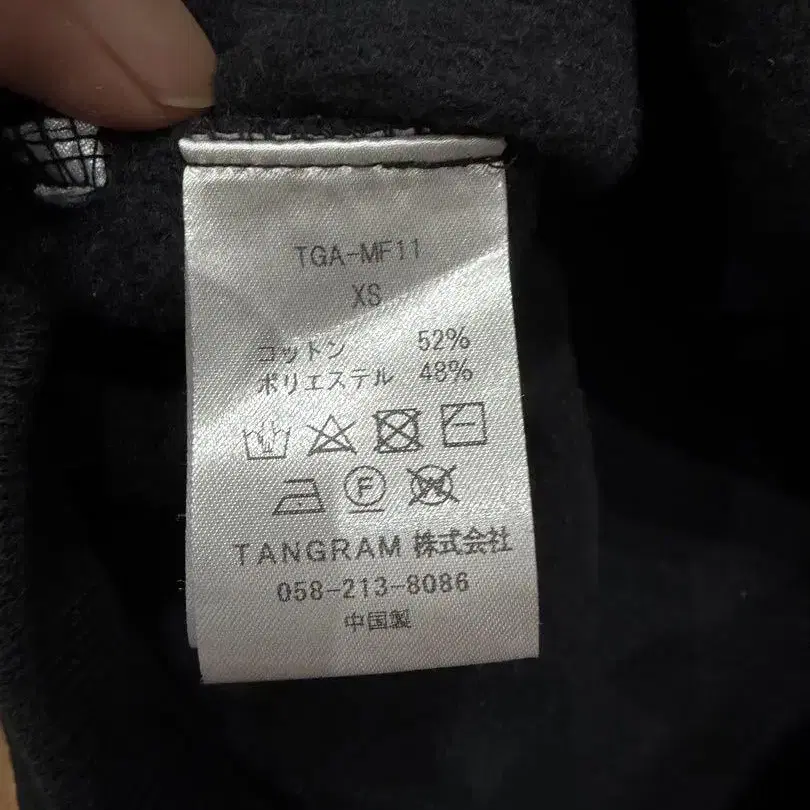 TGA-MF11
XS
コットン 52%
ポリエステル 48%
F
W
TANGRAM 株式会社
058-213-8086
中国製